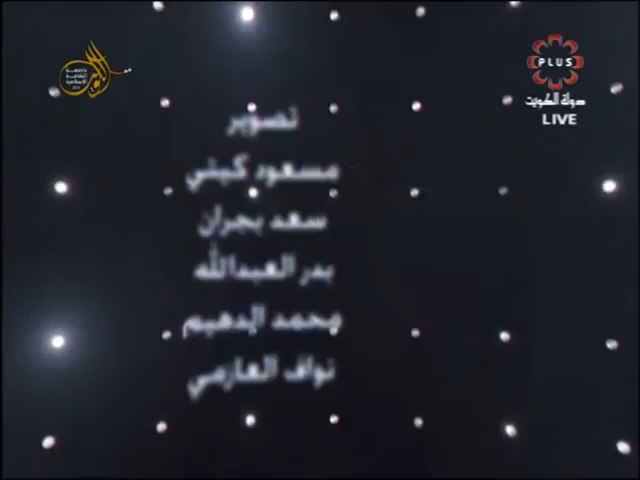 PLUS
دولة الكويت
LIVE
تصوير
مسعود كيني
سعد بجران
بدر العبدالله
محمد الدهيم
نواف العازمي